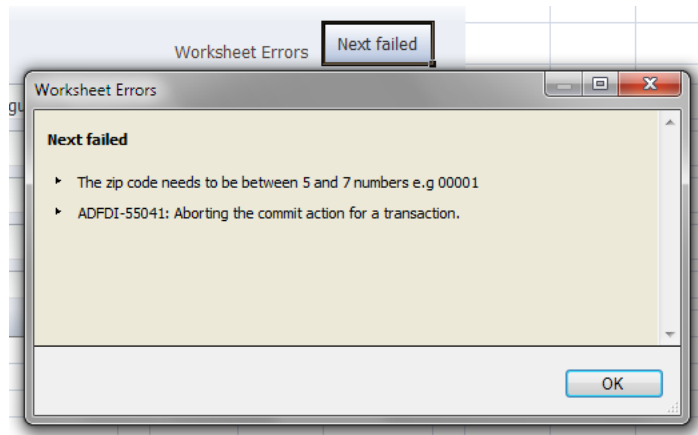 Worksheet Errors Next failed
Worksheet Errors
gu
Next failed
The zip code needs to be between 5 and 7 numbers e.g 00001
ADFDI-55041: Aborting the commit action for a transaction.
OK